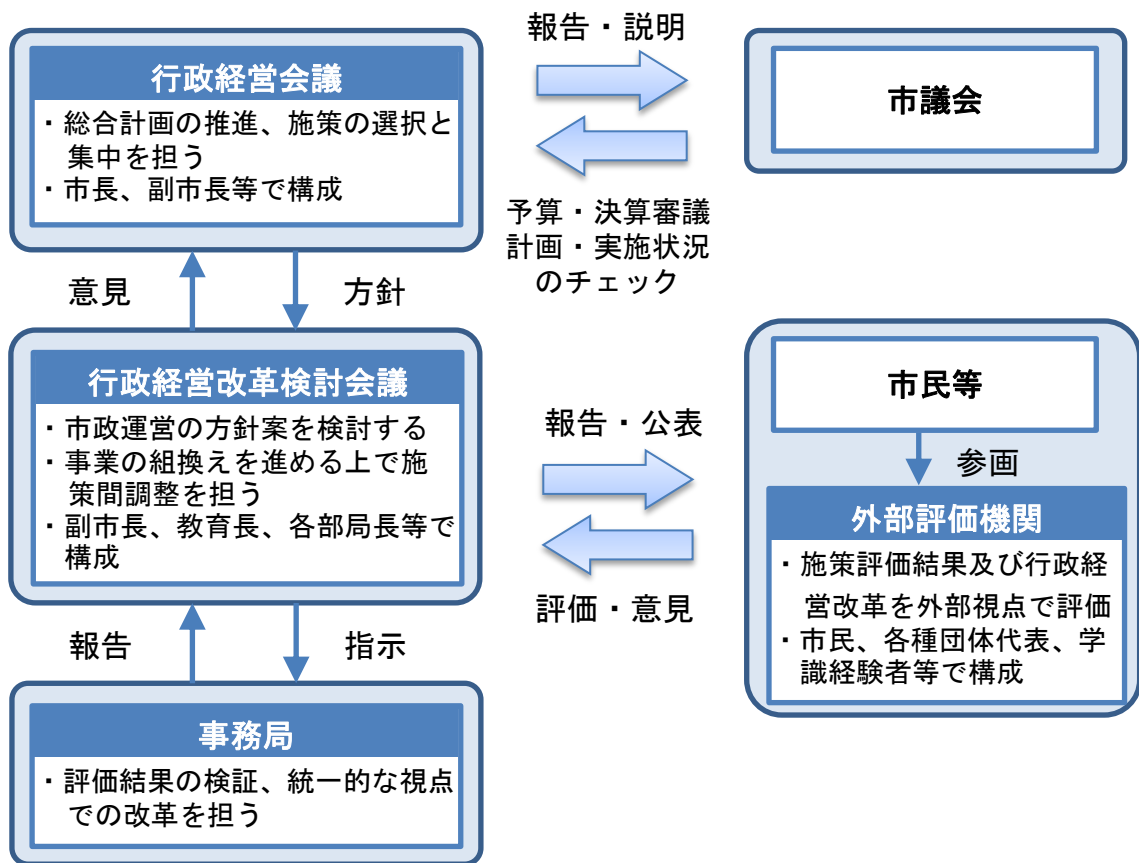 報告・説明
行政経営会議
・総合計画の推進、施策の選択と
集中を担う
・市長、副市長等で構成
市議会
予算・決算審議
計画・実施状況
のチェック
意見
方針
行政経営改革検討会議
・市政運営の方針案を検討する
・事業の組換えを進める上で施
策間調整を担う
・副市長、教育長、各部局長等で
構成
報告・公表
評価・意見
市民等
参画
外部評価機関
・施策評価結果及び行政経
営改革を外部視点で評価
・市民、各種団体代表、学
識経験者等で構成
報告
指示
事務局
・評価結果の検証、統一的な視点
での改革を担う